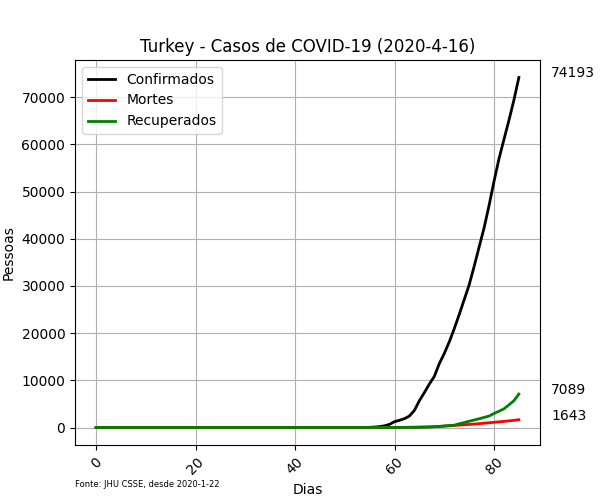 Turkey - Casos de COVID-19 (2020-4-16)
Confirmados
Mortes
Recuperados
74193
7089
1643
70000
60000
50000
40000
30000
20000
10000
0
Pessoas
0
20
40
60
80
Dias
Fonte: JHU CSSE, desde 2020-1-22